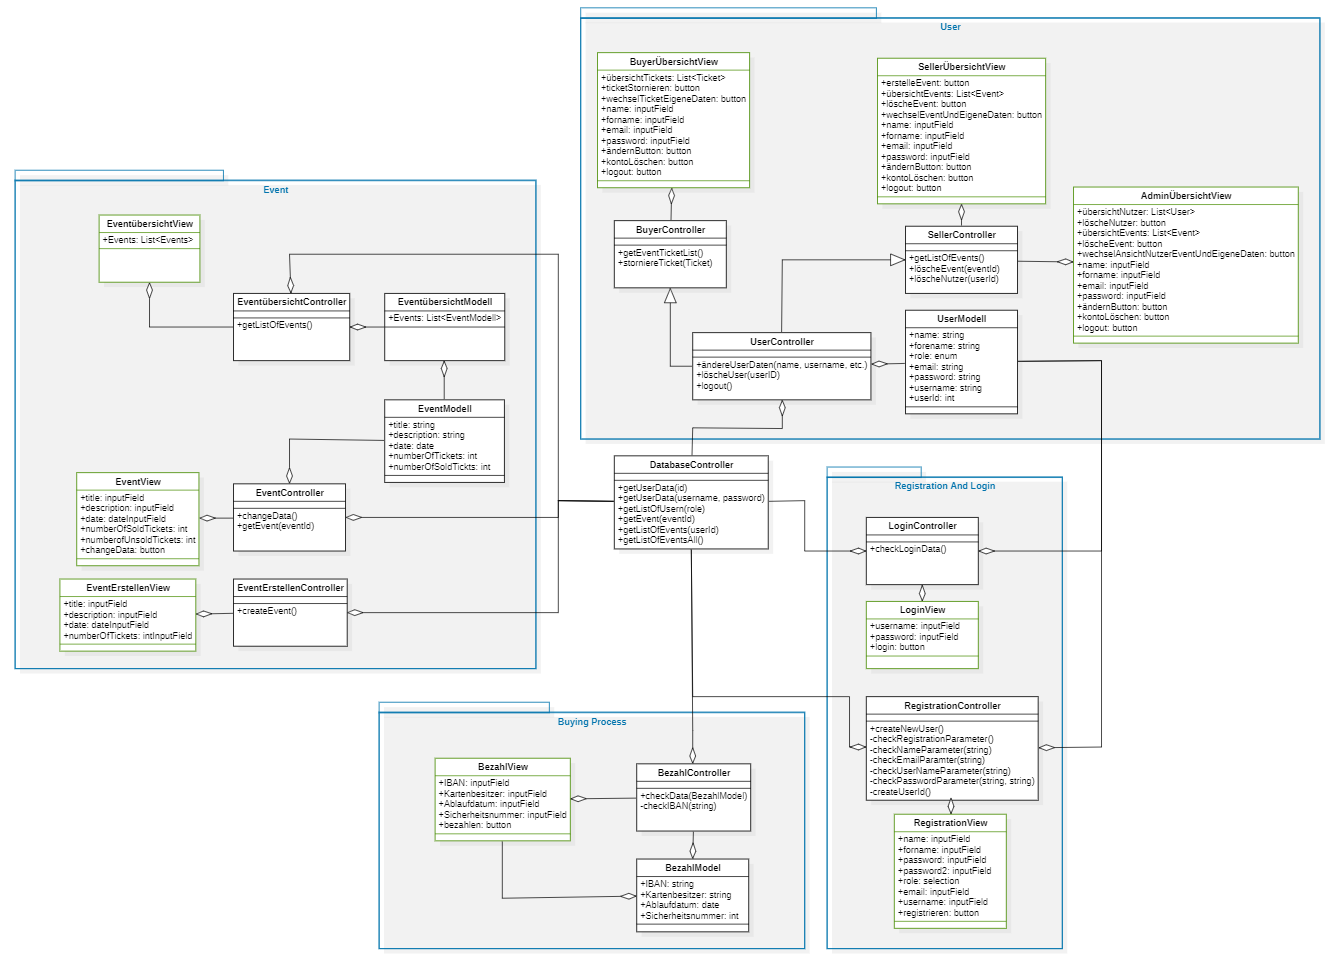 User
BuyerÜbersichtView
+übersichtTickets: List<Ticket>
+ticketStornieren: button
+wechselTicketEigeneDaten: button
+name: inputField
+forname: inputField
+email: inputField
+password: inputField
+ändernButton: button
+kontoLöschen: button
+logout: button
SellerÜbersichtView
+erstelleEvent: button
+übersichtEvents: List<Event>
+löscheEvent: button
+wechselEventUndEigeneDaten: button
+name: inputField
+forname: inputField
+email: inputField
+password: inputField
+ändernButton: button
+kontoLöschen: button
+logout: button
AdminÜbersichtView
+übersichtNutzer: List<User>
+löscheNutzer: button
+übersichtEvents: List<Event>
+löscheEvent: button
+wechselAnsichtNutzerEventUndEigeneDaten: button
+name: inputField
+forname: inputField
+email: inputField
+password: inputField
+ändernButton: button
+kontoLöschen: button
+logout: button
BuyerController
+getEventTicketList()
+storniereTicket(Ticket)
SellerController
+getListOfEvents()
+löscheEvent(eventId)
+löscheNutzer(userId)
UserController
+ändereUserDaten(name, username, etc.)
+löscheUser(userID)
+logout()
UserModell
+name: string
+forename: string
+role: enum
+email: string
+password: string
+username: string
+userId: int
Event
EventübersichtView
+Events: List<Events>
EventübersichtController
+getListOfEvents()
EventübersichtModell
+Events: List<EventModell>
EventModell
+title: string
+description: string
+date: date
+numberOfTickets: int
+numberOfSoldTickts: int
EventView
+title: inputField
+description: inputField
+date: dateInputField
+numberOfSoldTickets: int
+numberofUnsoldTickets: int
+changeData: button
EventController
+changeData()
+getEvent(eventId)
EventErstellenView
+title: inputField
+description: inputField
+date: dateInputField
+numberOfTickets: intInputField
EventErstellenController
+createEvent()
DatabaseController
+getUserData(id)
+getUserData(username, password)
+getListOfUsern(role)
+getEvent(eventId)
+getListOfEvents(userId)
+getListOfEventsAll()
Registration And Login
LoginController
+checkLoginData()
LoginView
+username: inputField
+password: inputField
+login: button
RegistrationController
+createNewUser()
-checkRegistrationParameter()
-checkNameParameter(string)
-checkEmailParamter(string)
-checkUserNameParameter(string)
-checkPasswordParameter(string, string)
-createUserId()
RegistrationView
+name: inputField
+forname: inputField
+password: inputField
+password2: inputField
+role: selection
+email: inputField
+username: inputField
+registrieren: button
Buying Process
BezahlView
+IBAN: inputField
+Kartenbesitzer: inputField
+Ablaufdatum: inputField
+Sicherheitsnummer: inputField
+bezahlen: button
BezahlController
+checkData(BezahlModel)
-checkIBAN(string)
BezahlModel
+IBAN: string
+Kartenbesitzer: string
+Ablaufdatum: date
+Sicherheitsnummer: int